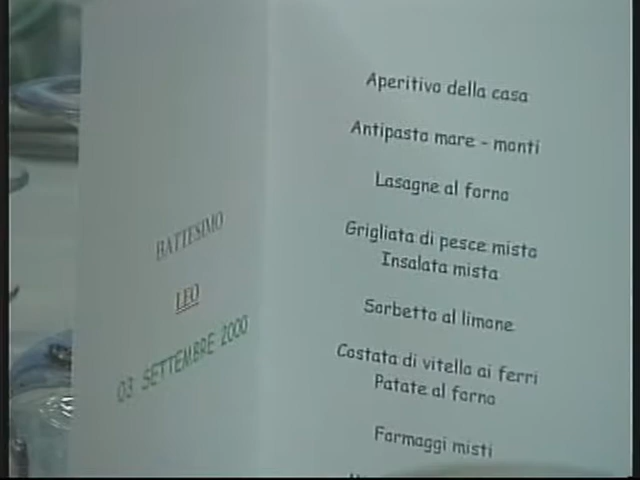 BATTESIMO
LEO
03 SETTEMBRE 2000
Aperitivo della casa
Antipasto mare - monti
Lasagne al forno
Grigliata di pesce misto
Insalata mista
Sorbetto al limone
Costata di vitella ai ferri
Patate al forno
Formaggi misti